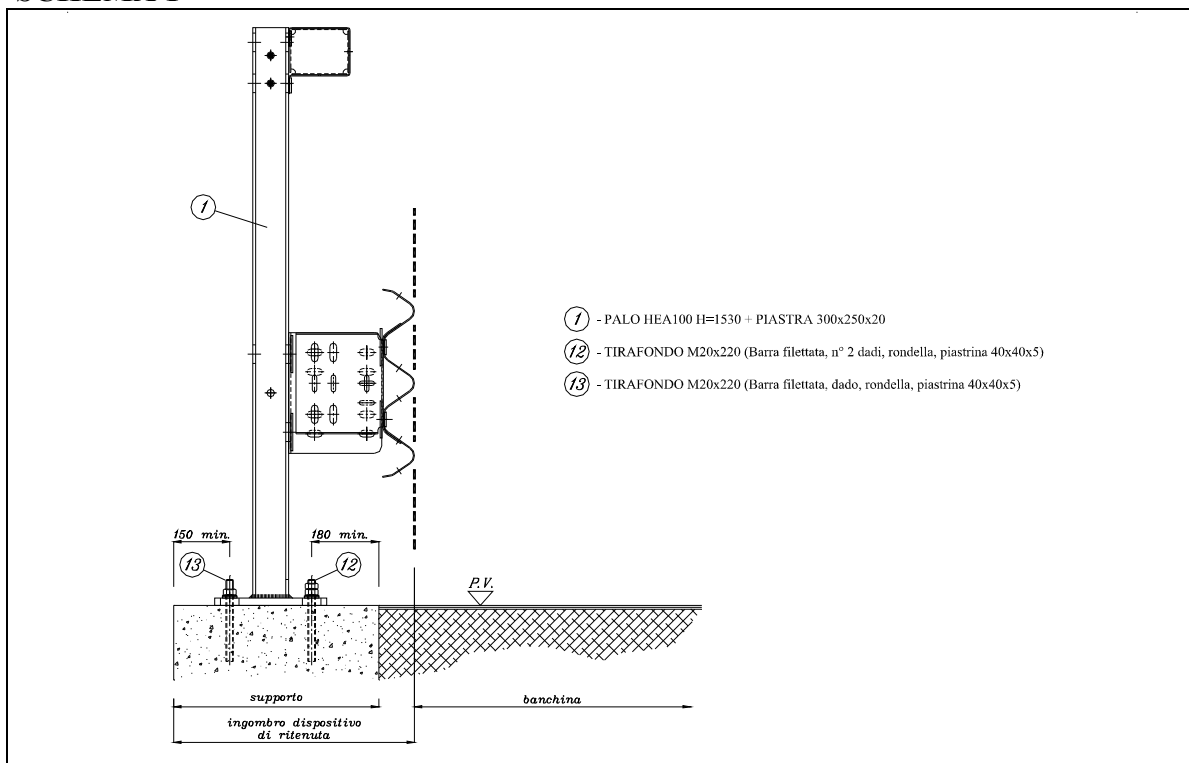 1
1 - PALO HEA100 H=1530 + PIASTRA 300x250x20
12 - TIRAFONDO M20x220 (Barra filettata, n° 2 dadi, rondella, piastrina 40x40x5)
13 - TIRAFONDO M20x220 (Barra filettata, dado, rondella, piastrina 40x40x5)
150 min. 180 min.
13 12
P.V.
supporto banchina
ingombro dispositivo
di ritenuta